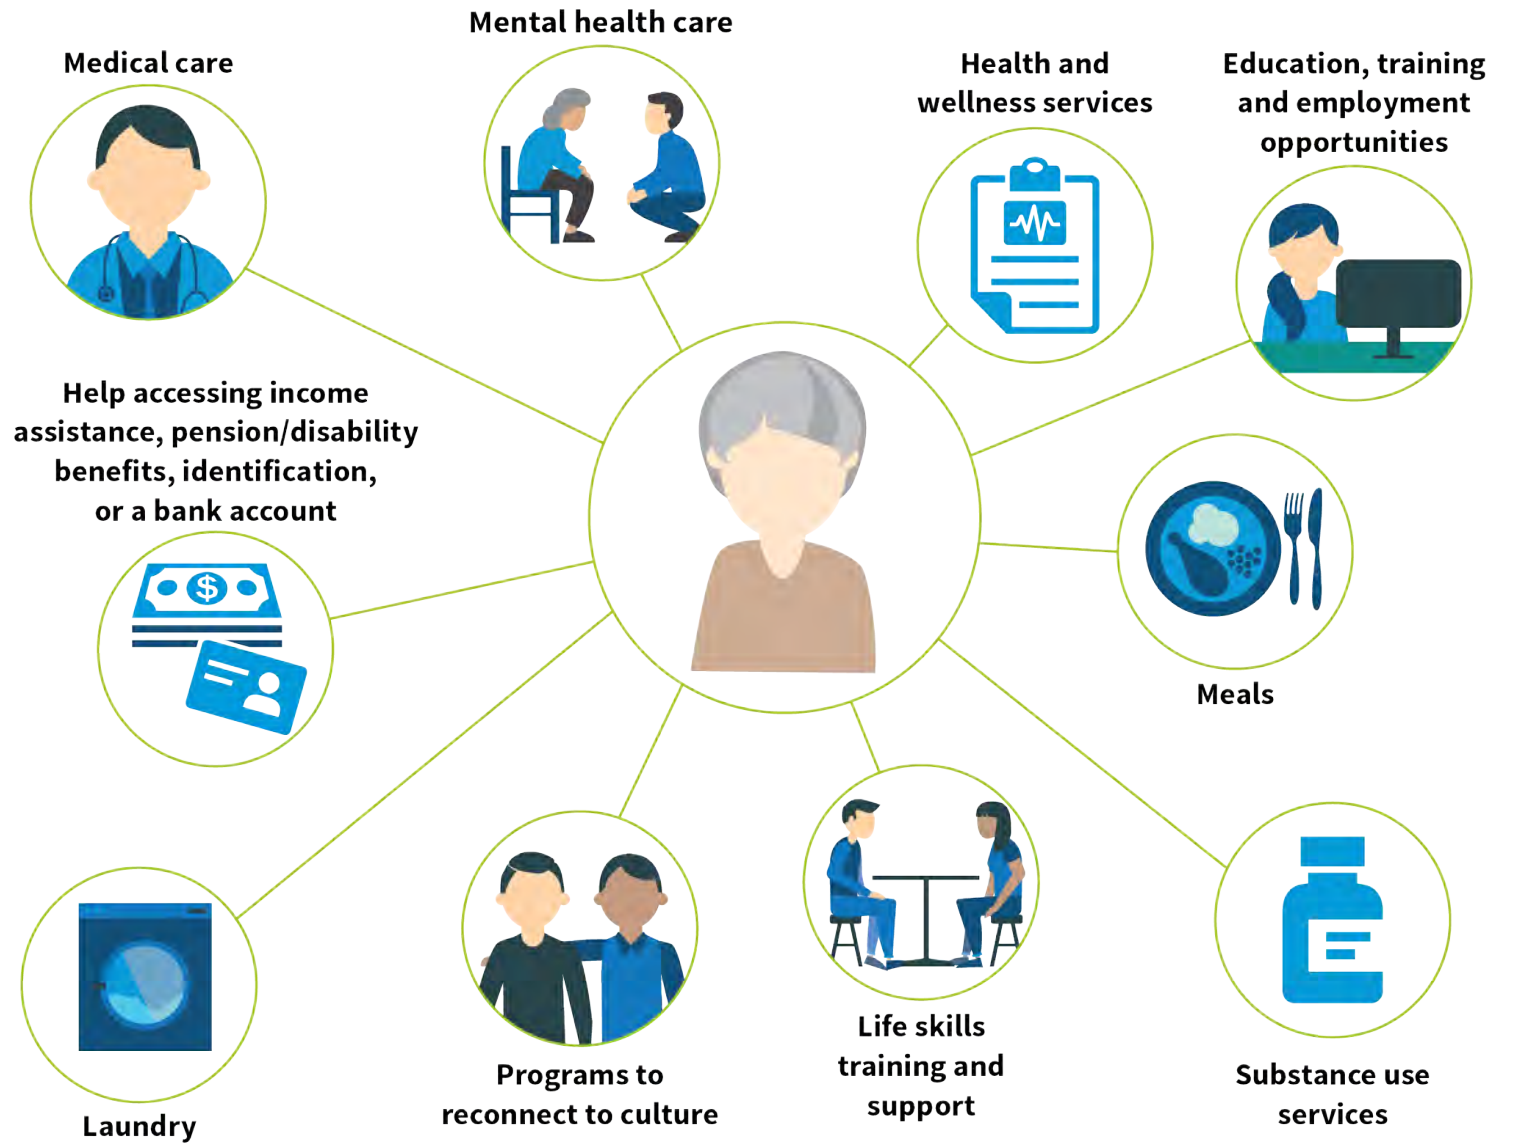 Mental health care
Medical care
Health and
wellness services
Education, training
and employment
opportunities
Help accessing income
assistance, pension/disability
benefits, identification,
or a bank account
$
Meals
Life skills
training and
support
Programs to
reconnect to culture
Substance use
services
Laundry